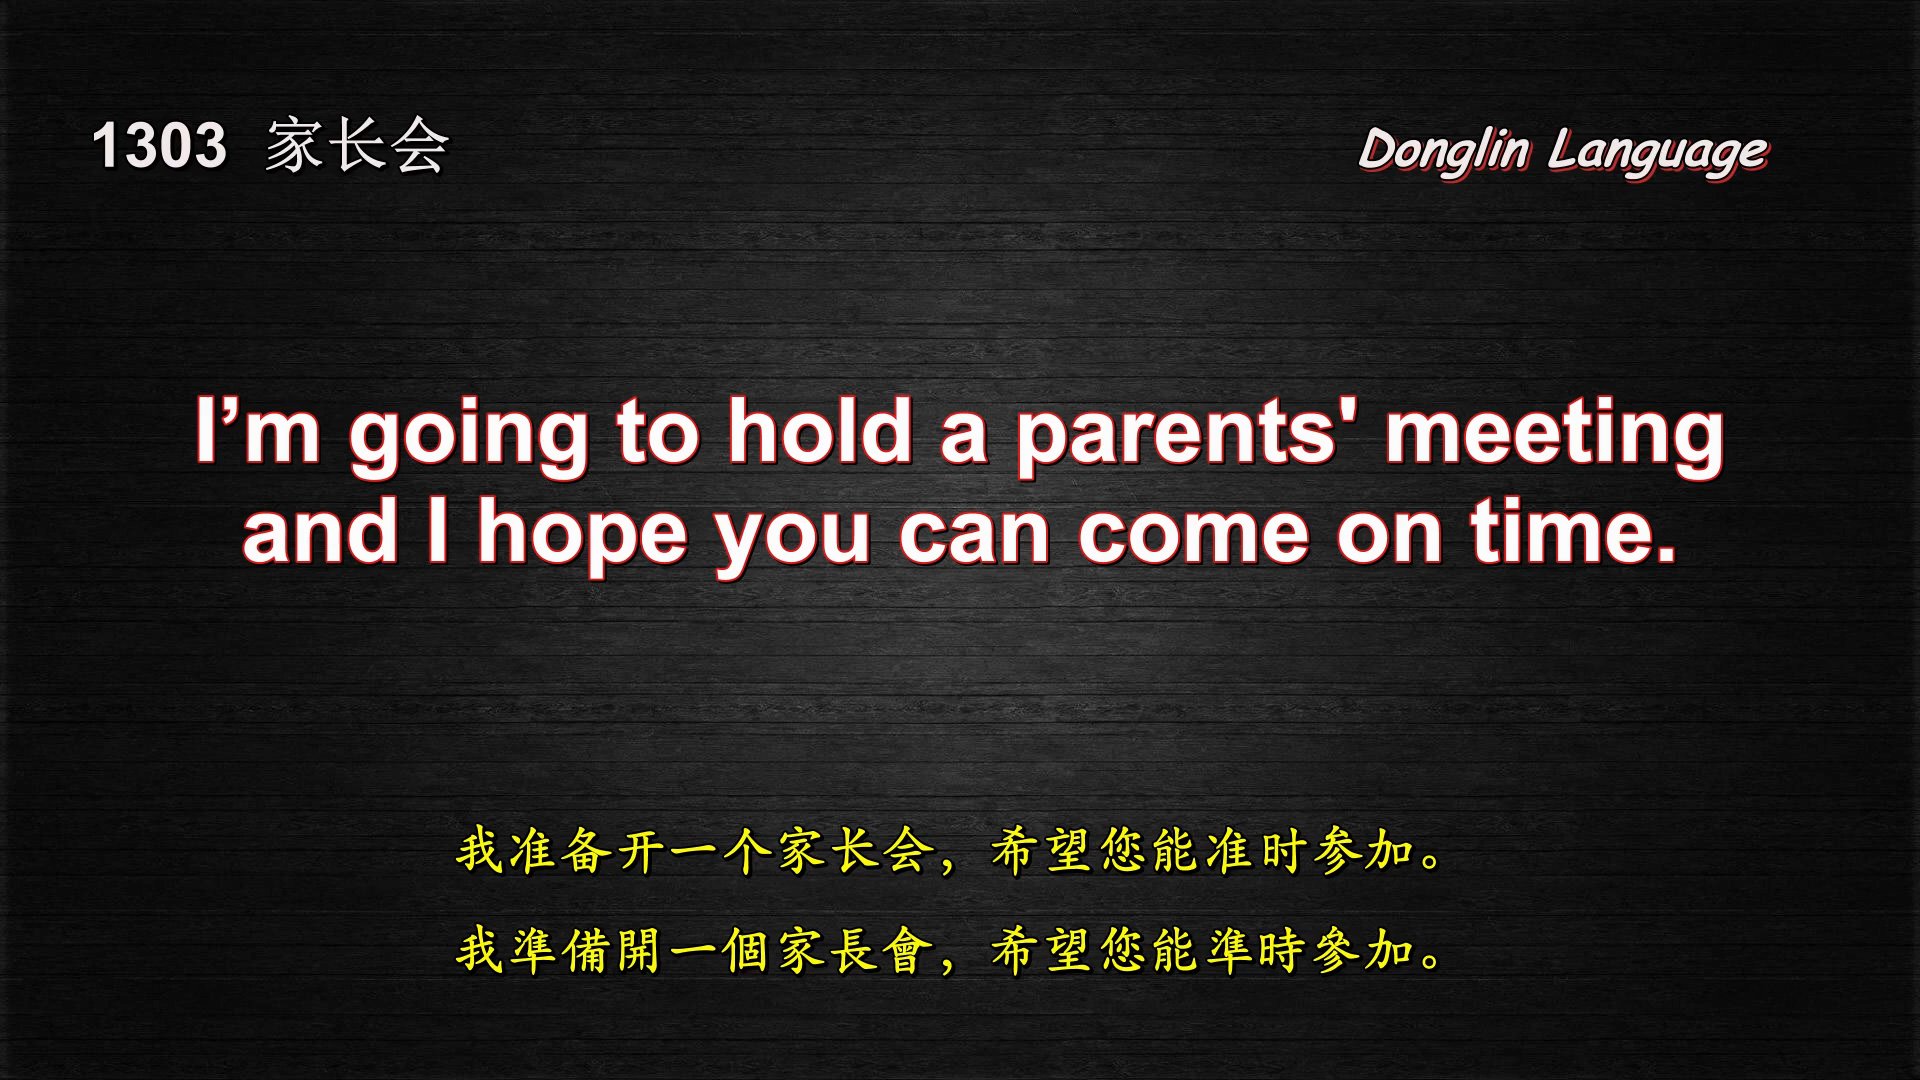 1303 家长会
Donglin Language
I’m going to hold a parents' meeting
and I hope you can come on time.
我准备开一个家长会，希望您能准时参加。
我準備開一個家長會，希望您能準時參加。